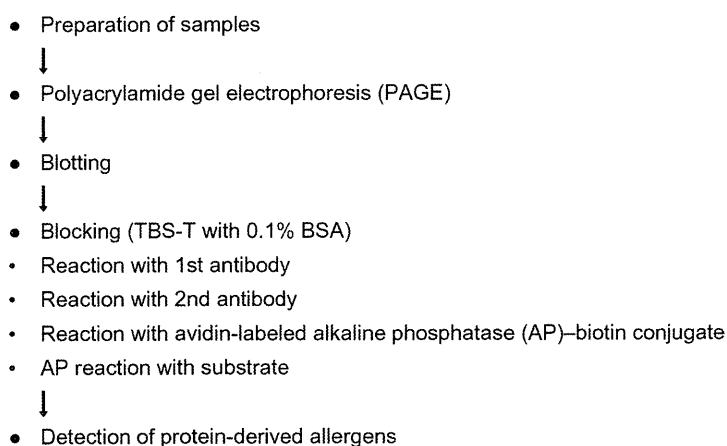 • Preparation of samples
↓
• Polyacrylamide gel electrophoresis (PAGE)
↓
• Blotting
↓
• Blocking (TBS-T with 0.1% BSA)
• Reaction with 1st antibody
• Reaction with 2nd antibody
• Reaction with avidin-labeled alkaline phosphatase (AP)–biotin conjugate
• AP reaction with substrate
↓
• Detection of protein-derived allergens